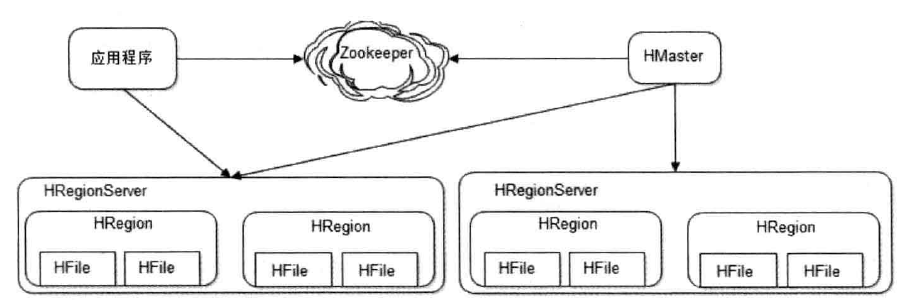 应用程序
Zookeeper
HMaster
HRegionServer
HRegion
HFile
HFile
HRegion
HFile
HFile
HRegionServer
HRegion
HFile
HFile
HRegion
HFile
HFile